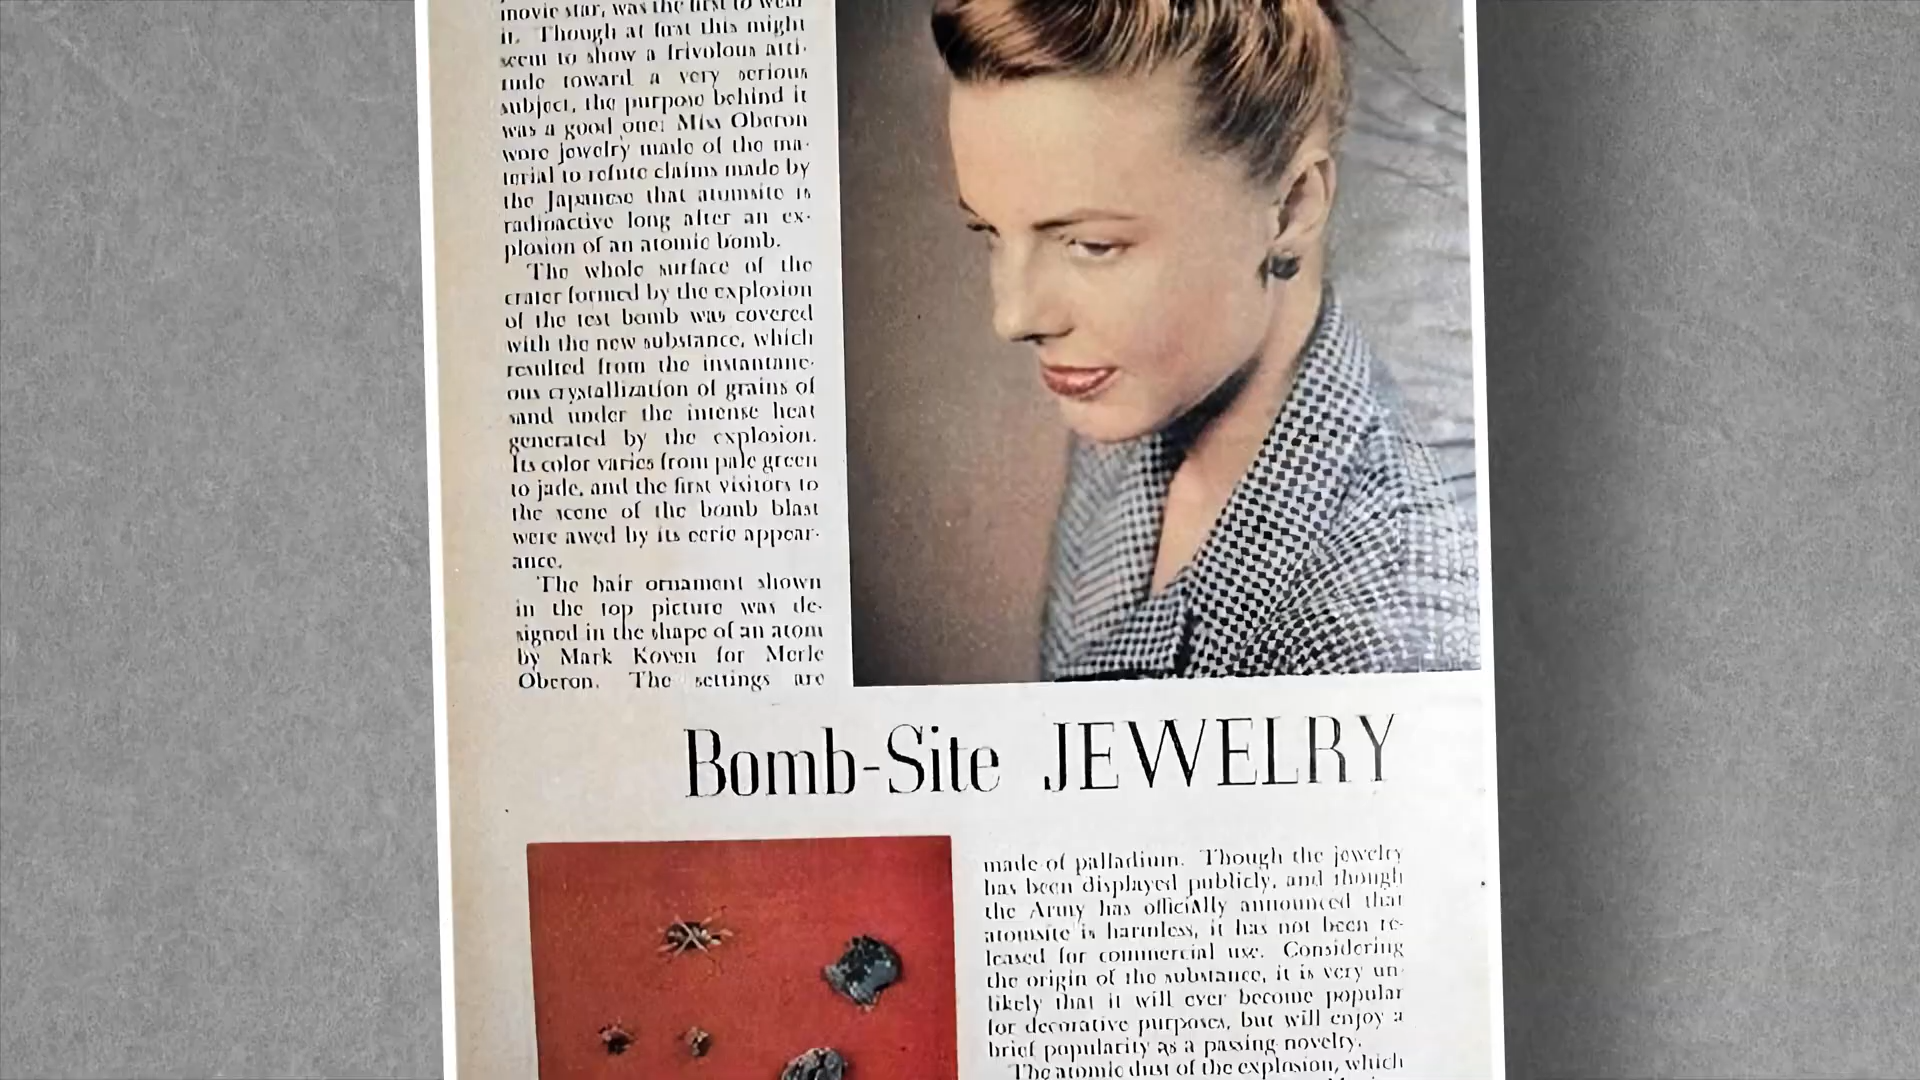 movie star, was the first to wear
it. Though at first this might
seem to show a frivolous atti-
tude toward a very serious
subject, the purpose behind it
was a good one: Miss Oberon
wore jewelry made of the ma-
terial to refute claims made by
the Japanese that atomsite is
radioactive long after an ex-
plosion of an atomic bomb.
The whole surface of the
crater formed by the explosion
of the test bomb was covered
with the new substance, which
resulted from the instantane-
ous crystallization of grains of
sand under the intense heat
generated by the explosion.
Its color varies from pale green
to jade, and the first visitors to
the scene of the bomb blast
were awed by its eerie appear-
ance.
The hair ornament shown
in the top picture was de-
signed in the shape of an atom
by Mark Koven for Merle
Oberon. The settings are
Bomb-Site JEWELRY
made of palladium. Though the jewelry
has been displayed publicly, and though
the Army has officially announced that
atomsite is harmless, it has not been re-
leased for commercial use. Considering
the origin of the substance, it is very un-
likely that it will ever become popular
for decorative purposes, but will enjoy a
brief popularity as a passing novelty.
The atomic dust of the explosion, which